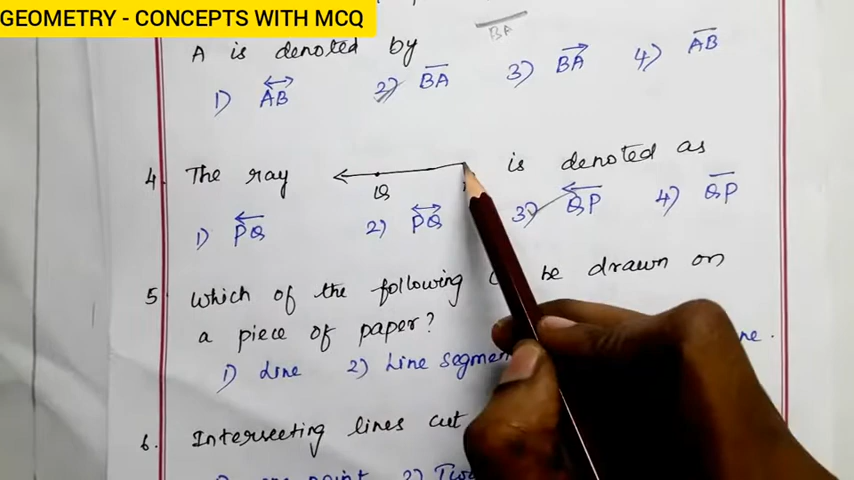 GEOMETRY - CONCEPTS WITH MCQ
BA
A is denoted by
1) AB 2) BA 3) BA 4) AB
4. The ray is denoted as
Q
1) PQ 2) PQ 3) QP 4) QP
5. Which of the following be drawn on
a piece of paper?
1) Line 2) Line segmen ne.
6. Intersecting lines cut
2)